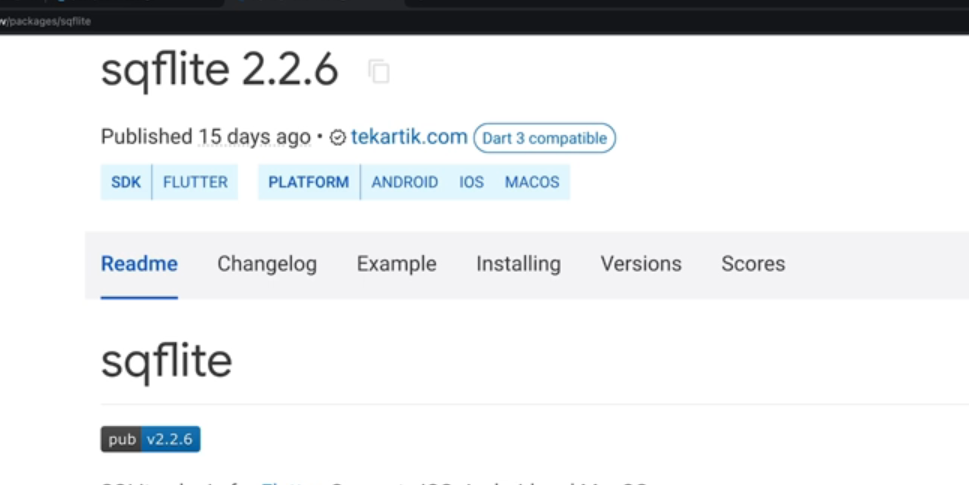 /packages/sqflite
sqflite 2.2.6
Published 15 days ago • tekartik.com Dart 3 compatible
SDK FLUTTER PLATFORM ANDROID IOS MACOS
Readme Changelog Example Installing Versions Scores
sqflite
pub v2.2.6